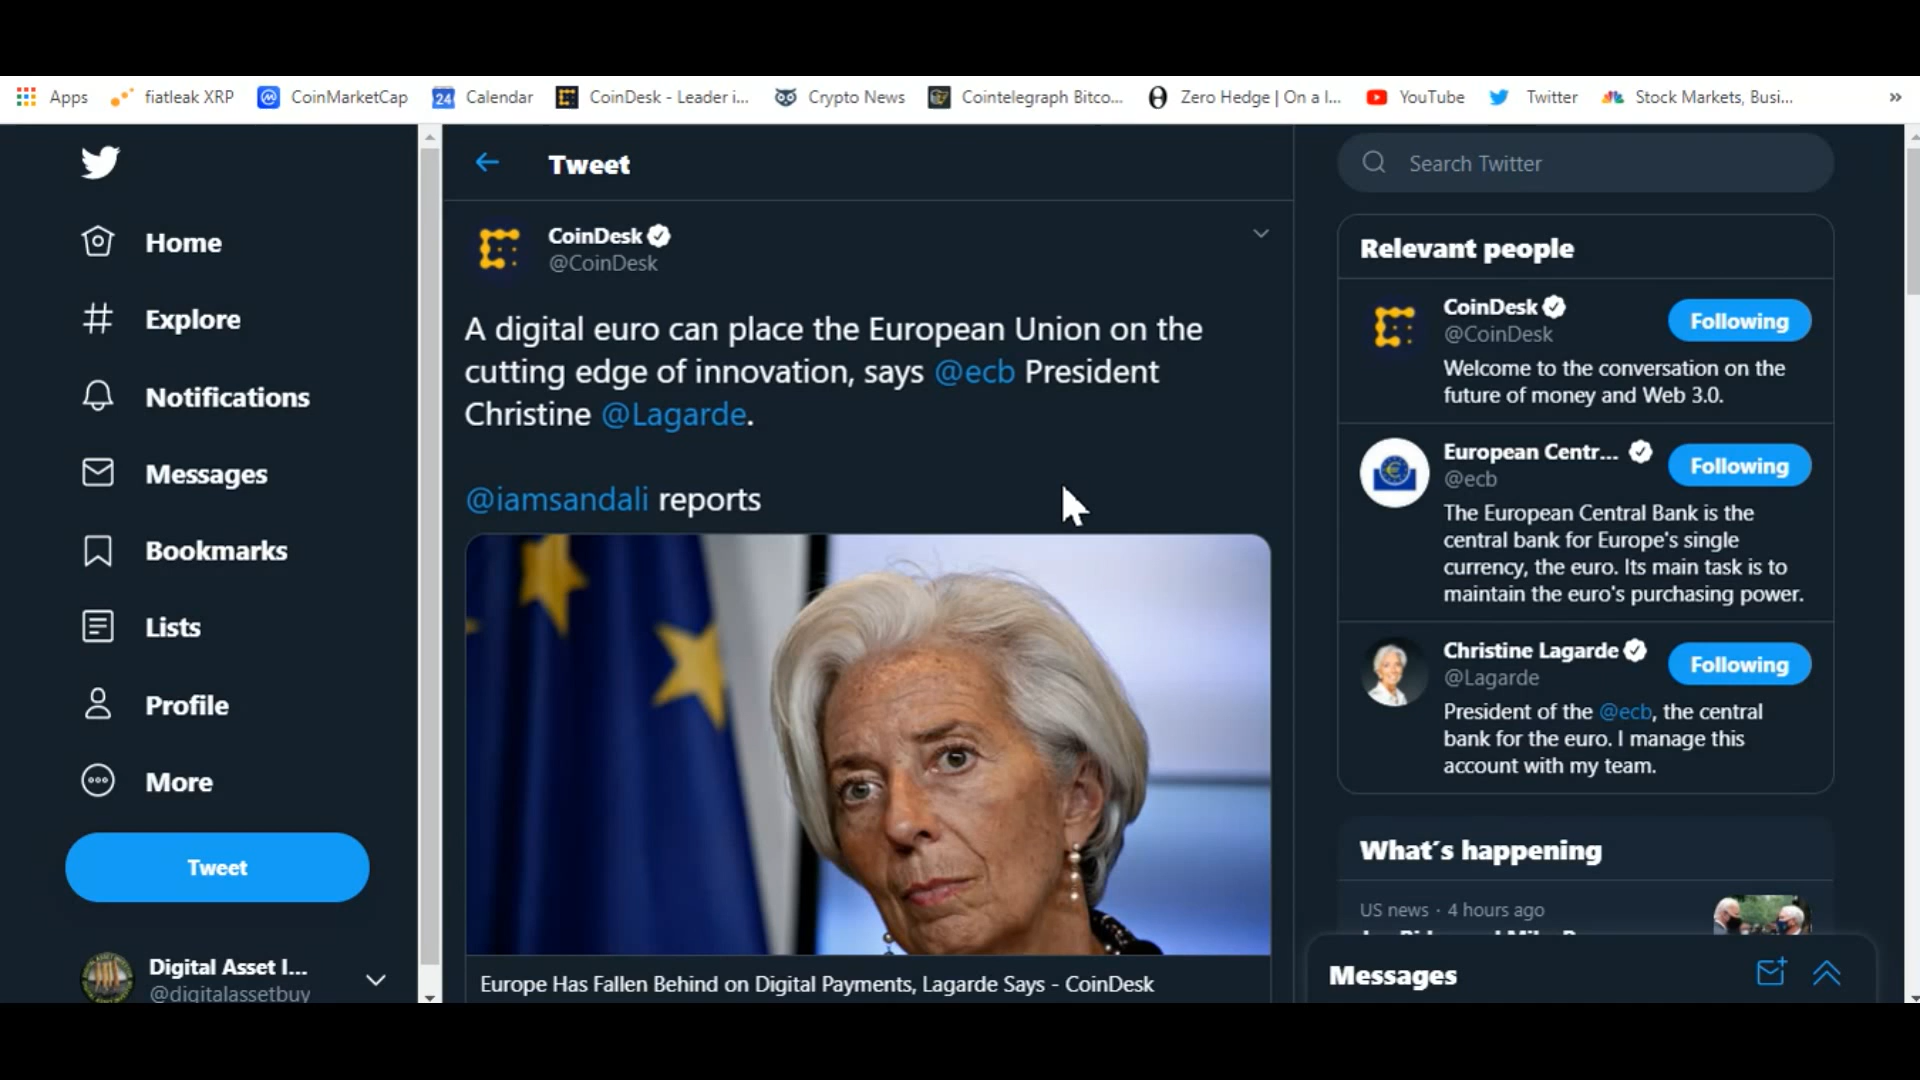 Apps
fiatleak XRP
CoinMarketCap
24
Calendar
CoinDesk - Leader i...
Crypto News
Cointelegraph Bitco...
Zero Hedge | On a l...
YouTube
Twitter
Stock Markets, Busi...
»
Home
Explore
Notifications
Messages
Bookmarks
Lists
Profile
More
Tweet
Digital Asset I...
@digitalassetbuy
Tweet
CoinDesk
@CoinDesk
A digital euro can place the European Union on the
cutting edge of innovation, says @ecb President
Christine @Lagarde.
@iamsandali reports
Europe Has Fallen Behind on Digital Payments, Lagarde Says - CoinDesk
Search Twitter
Relevant people
CoinDesk
@CoinDesk
Following
Welcome to the conversation on the
future of money and Web 3.0.
European Centr...
@ecb
Following
The European Central Bank is the
central bank for Europe's single
currency, the euro. Its main task is to
maintain the euro's purchasing power.
Christine Lagarde
@Lagarde
Following
President of the @ecb, the central
bank for the euro. I manage this
account with my team.
What's happening
US news · 4 hours ago
Messages